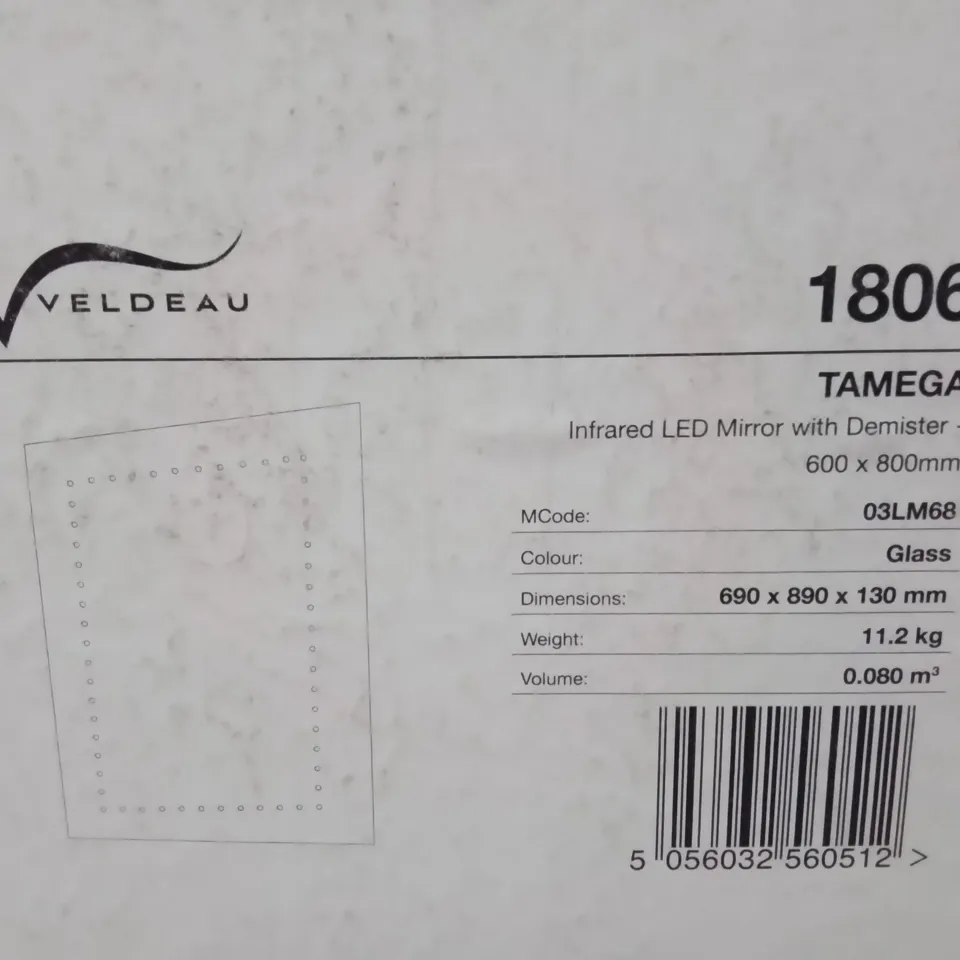 VELDEAU
1806
TAMEGA
Infrared LED Mirror with Demister -
600 x 800mm
MCode: 03LM68
Colour: Glass
Dimensions: 690 x 890 x 130 mm
Weight: 11.2 kg
Volume: 0.080 m³
5 056032 560512 >